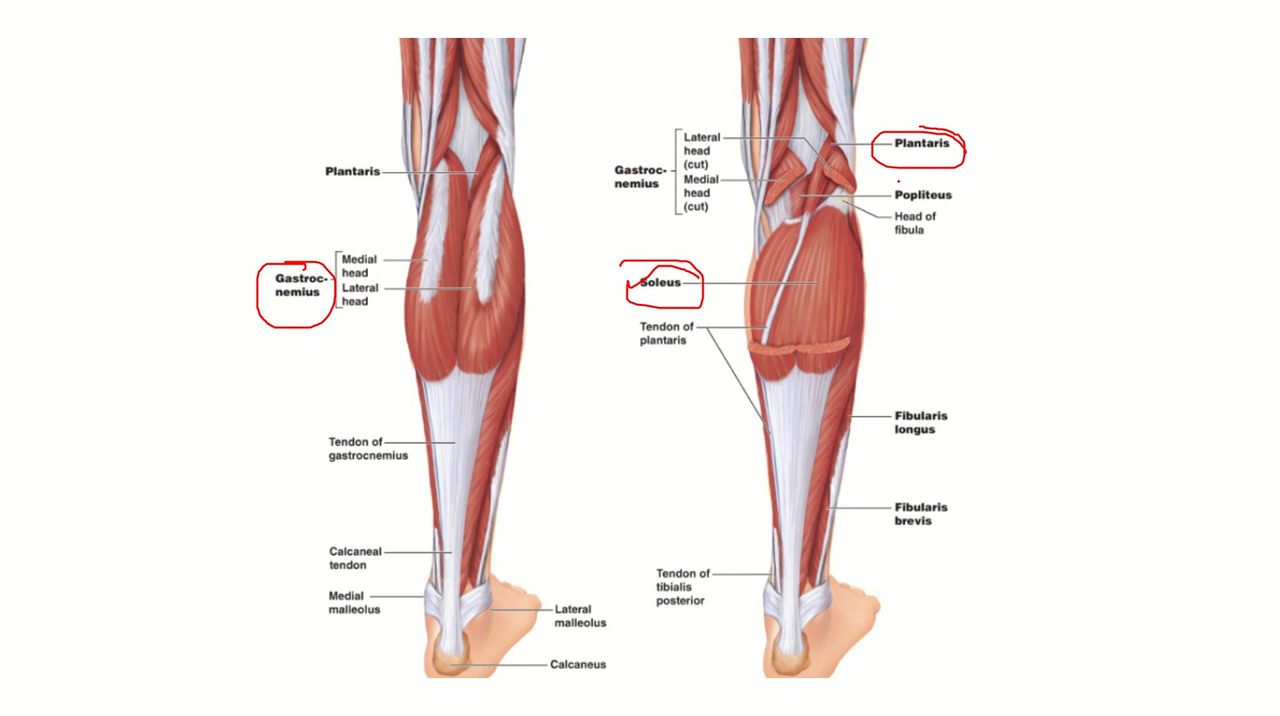 Plantaris
Gastroc-
nemius
Medial
head
Lateral
head
Tendon of
gastrocnemius
Calcaneal
tendon
Medial
malleolus
Lateral
malleolus
Calcaneus
Lateral
head
(cut)
Gastroc-
nemius
Medial
head
(cut)
Plantaris
Popliteus
Head of
fibula
Soleus
Tendon of
plantaris
Fibularis
longus
Fibularis
brevis
Tendon of
tibialis
posterior